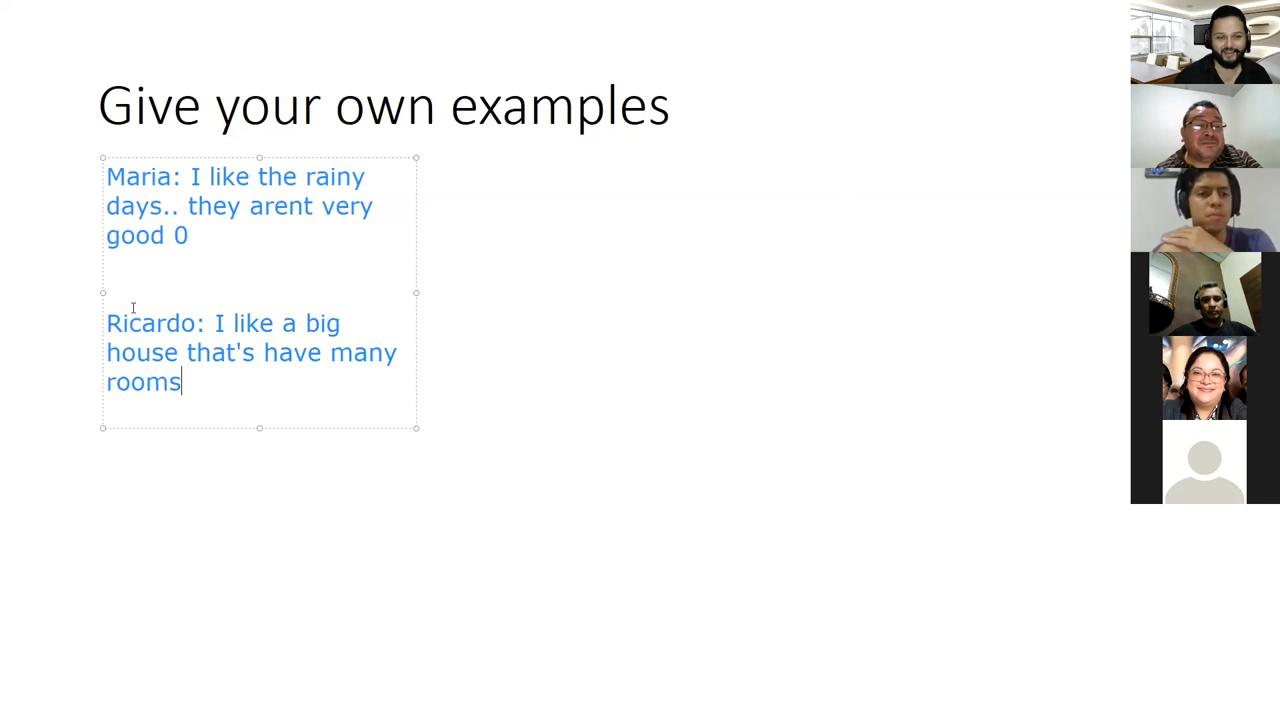 Give your own examples
Maria: I like the rainy
days.. they arent very
good 0
Ricardo: I like a big
house that's have many
rooms